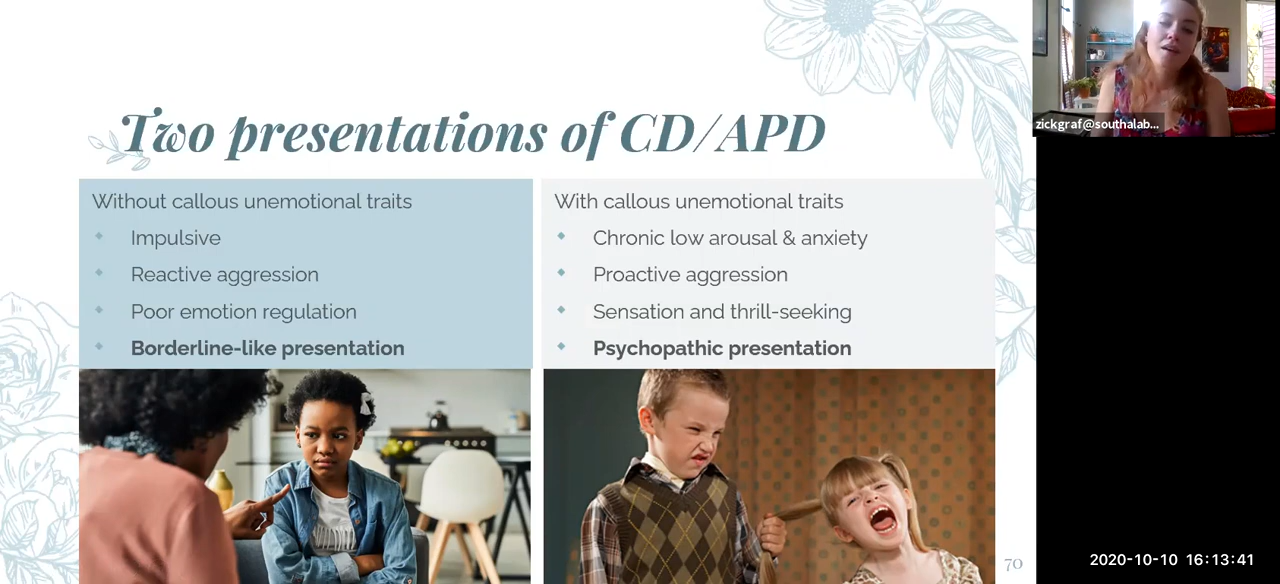 zickgraf@southalab...
Two presentations of CD/APD
Without callous unemotional traits
Impulsive
Reactive aggression
Poor emotion regulation
Borderline-like presentation
With callous unemotional traits
Chronic low arousal & anxiety
Proactive aggression
Sensation and thrill-seeking
Psychopathic presentation
70
2020-10-10 16:13:41